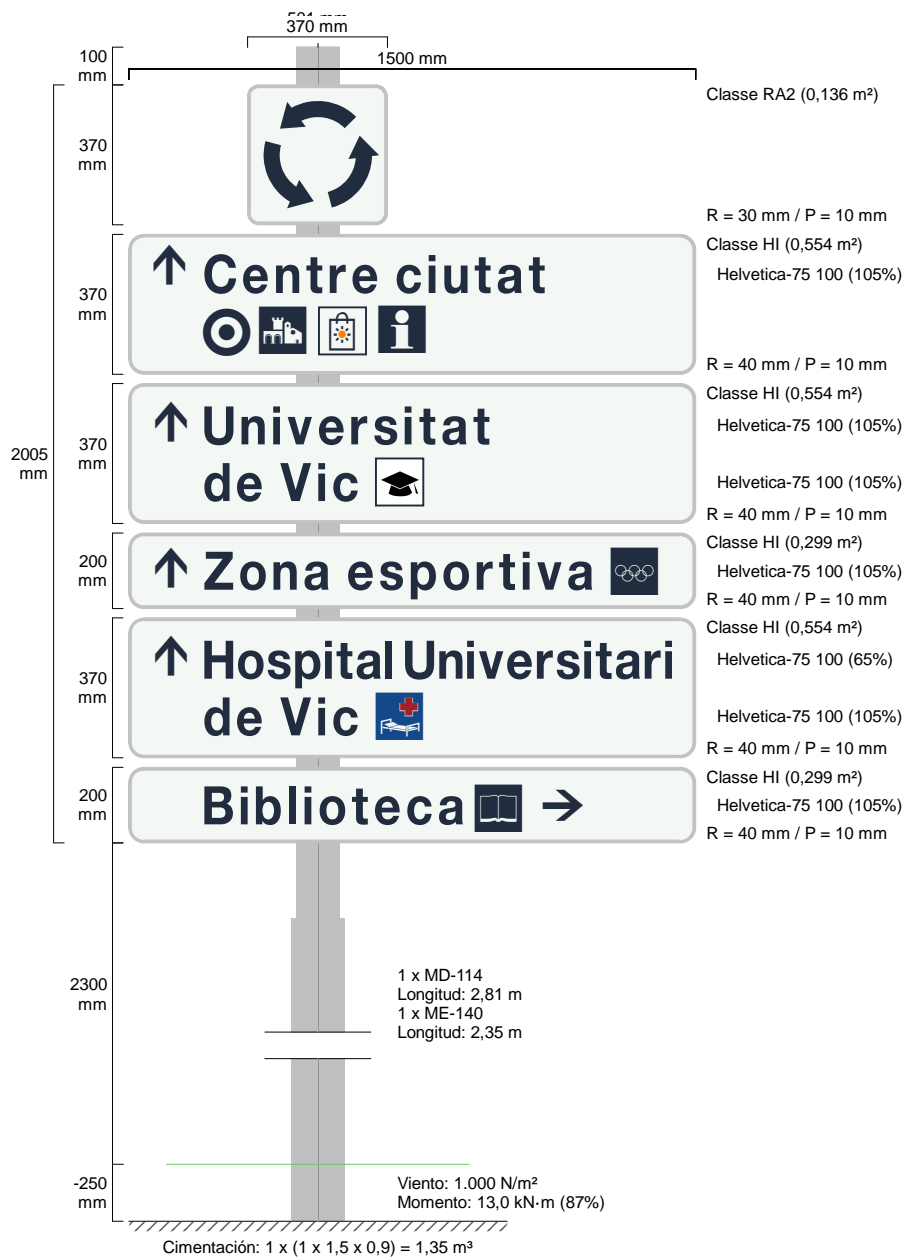 370 mm
100
mm
1500 mm
Classe RA2 (0,136 m²)
370
mm
R = 30 mm / P = 10 mm
Classe HI (0,554 m²)
Centre ciutat
Helvetica-75 100 (105%)
370
mm
i
R = 40 mm / P = 10 mm
Classe HI (0,554 m²)
Universitat
Helvetica-75 100 (105%)
370
mm
2005
mm
de Vic
Helvetica-75 100 (105%)
R = 40 mm / P = 10 mm
Classe HI (0,299 m²)
200
mm
Zona esportiva
Helvetica-75 100 (105%)
R = 40 mm / P = 10 mm
Classe HI (0,554 m²)
Hospital Universitari
Helvetica-75 100 (65%)
370
mm
de Vic
Helvetica-75 100 (105%)
R = 40 mm / P = 10 mm
Classe HI (0,299 m²)
200
mm
Biblioteca
Helvetica-75 100 (105%)
R = 40 mm / P = 10 mm
2300
mm
1 x MD-114
Longitud: 2,81 m
1 x ME-140
Longitud: 2,35 m
-250
mm
Viento: 1.000 N/m²
Momento: 13,0 kN·m (87%)
Cimentación: 1 x (1 x 1,5 x 0,9) = 1,35 m³